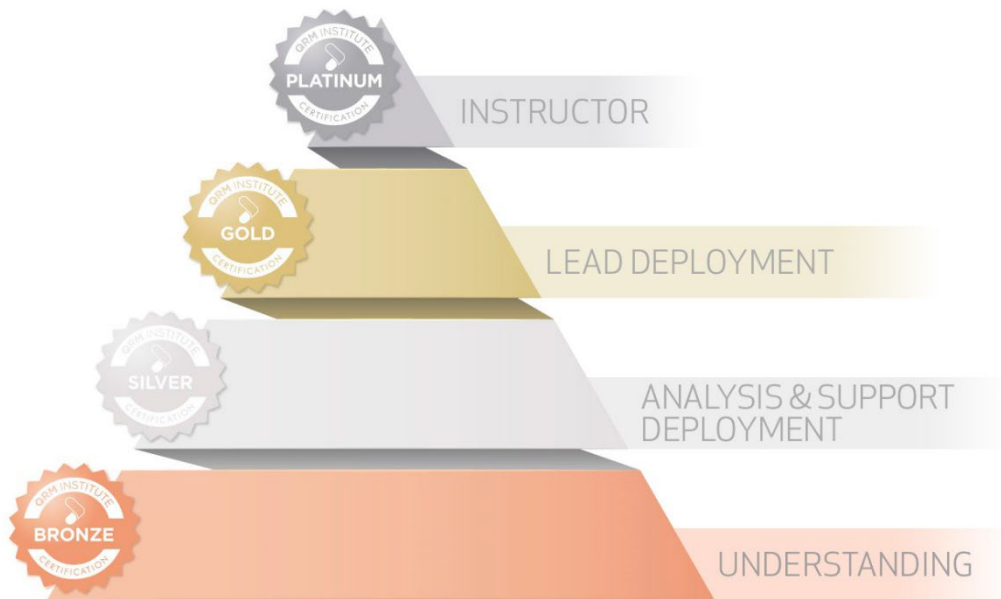 QRM INSTITUTE
PLATINUM
CERTIFICATION
INSTRUCTOR
QRM INSTITUTE
GOLD
CERTIFICATION
LEAD DEPLOYMENT
QRM INSTITUTE
SILVER
CERTIFICATION
ANALYSIS & SUPPORT
DEPLOYMENT
QRM INSTITUTE
BRONZE
CERTIFICATION
UNDERSTANDING